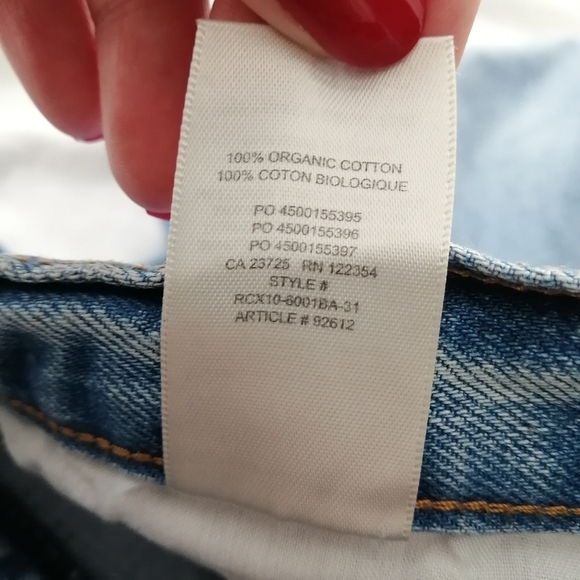 100% ORGANIC COTTON
100% COTON BIOLOGIQUE
PO 4500155395
PO 4500155396
PO 4500155397
CA 23725 RN 122354
STYLE #
RCX10-6001BA-31
ARTICLE # 92612